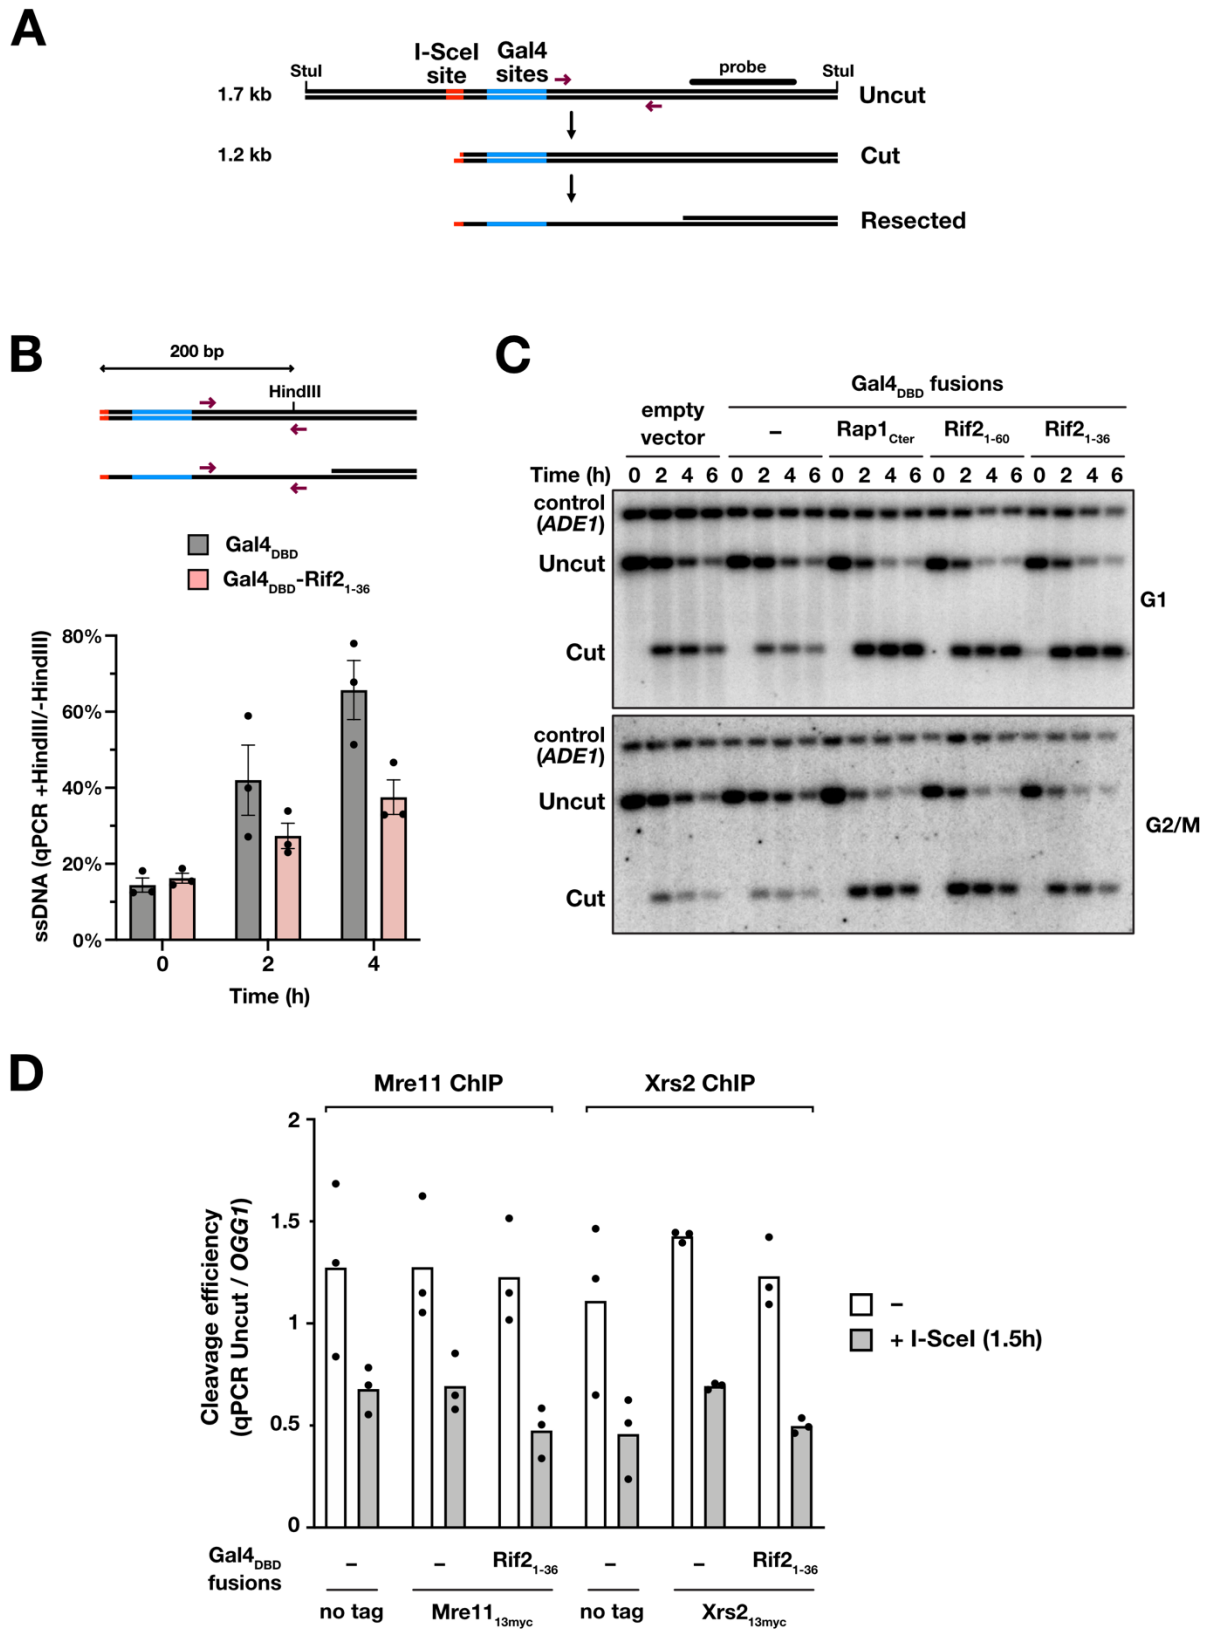 A
I-SceI
site
Gal4
sites
StuI
probe
StuI
1.7 kb
Uncut
1.2 kb
Cut
Resected
B
200 bp
HindIII
Gal4DBD
Gal4DBD-Rif21-36
ssDNA (qPCR +HindIII/-HindIII)
80%
60%
40%
20%
0%
0 2 4
Time (h)
C
Gal4DBD fusions
empty
vector
– Rap1Cter Rif21-60 Rif21-36
Time (h) 0 2 4 6 0 2 4 6 0 2 4 6 0 2 4 6 0 2 4 6
control
(ADE1)
Uncut
Cut
G1
control
(ADE1)
Uncut
Cut
G2/M
D
Mre11 ChIP
Xrs2 ChIP
Cleavage efficiency
(qPCR Uncut / OGG1)
2
1.5
1
0.5
0
–
+ I-SceI (1.5h)
Gal4DBD
fusions
– – Rif21-36 – – Rif21-36
no tag Mre1113myc no tag Xrs213myc